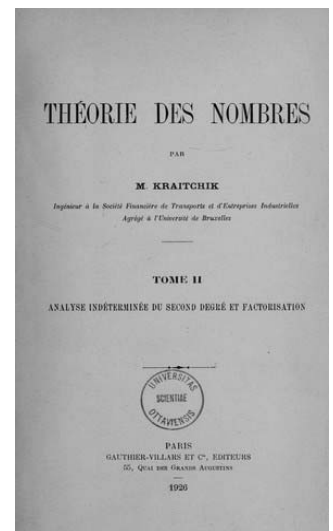 THÉORIE DES NOMBRES
PAR
M. KRAITCHIK
Ingénieur à la Société Financière de Transports et d'Entreprises Industrielles
Agrégé à l'Université de Bruxelles
TOME II
ANALYSE INDÉTERMINÉE DU SECOND DEGRÉ ET FACTORISATION
UNIVERSITAS
SCIENTIAE
OTTAVIENSIS
PARIS
GAUTHIER-VILLARS ET Cie, EDITEURS
55, QUAI DES GRANDS AUGUSTINS
1926